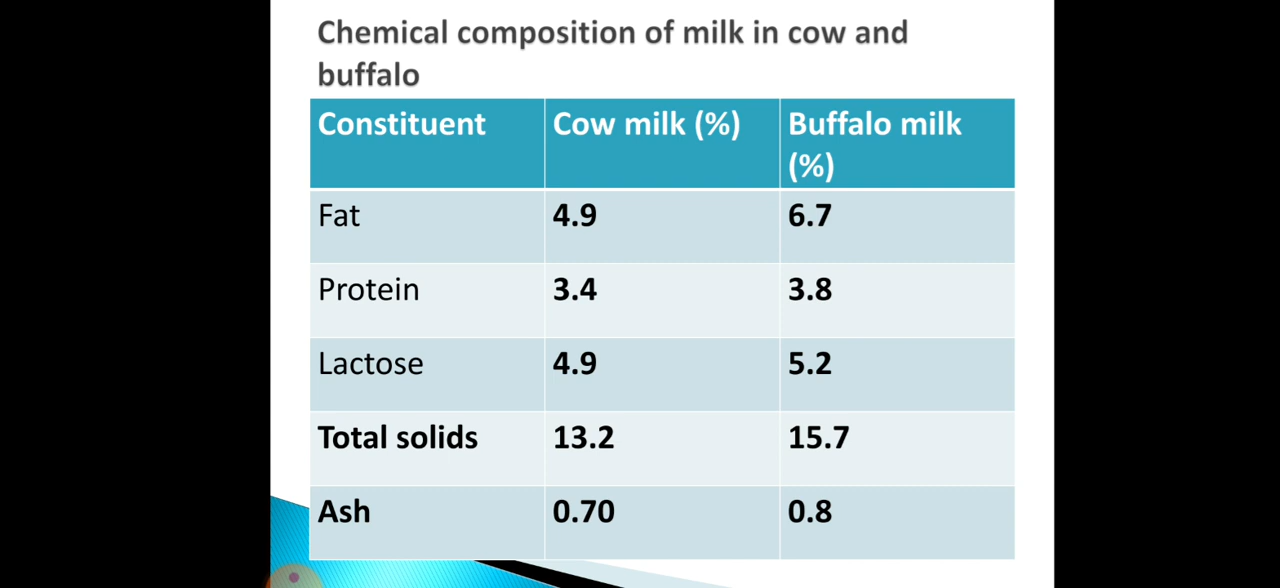 Chemical composition of milk in cow and
buffalo
Constituent Cow milk (%) Buffalo milk
(%)
Fat 4.9 6.7
Protein 3.4 3.8
Lactose 4.9 5.2
Total solids 13.2 15.7
Ash 0.70 0.8